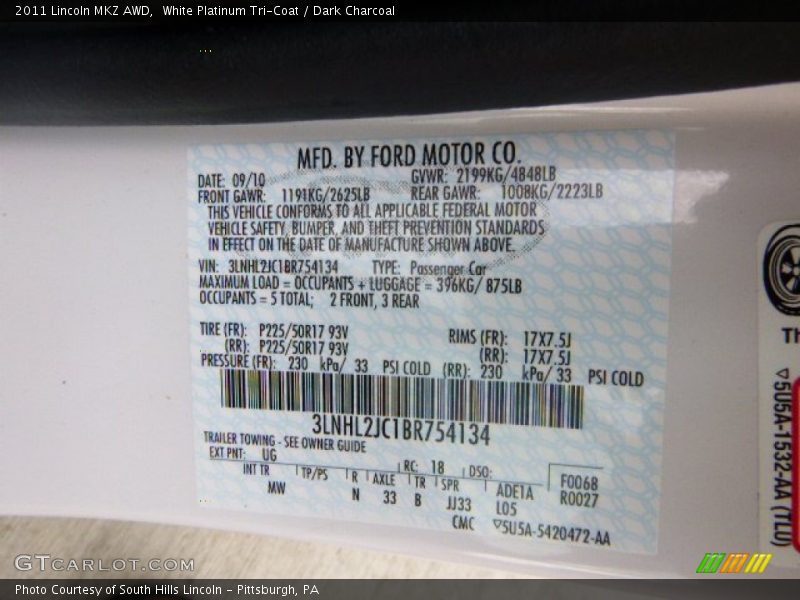 2011 Lincoln MKZ AWD,  White Platinum Tri-Coat / Dark Charcoal
MFD. BY FORD MOTOR CO.
DATE: 09/10 GVWR: 2199KG/4848LB
FRONT GAWR: 1191KG/2625LB REAR GAWR: 1008KG/2223LB
THIS VEHICLE CONFORMS TO ALL APPLICABLE FEDERAL MOTOR
VEHICLE SAFETY, BUMPER, AND THEFT PREVENTION STANDARDS
IN EFFECT ON THE DATE OF MANUFACTURE SHOWN ABOVE.
VIN: 3LNHL2JC1BR754134 TYPE: Passenger Car
MAXIMUM LOAD = OCCUPANTS + LUGGAGE = 396KG/ 875LB
OCCUPANTS = 5 TOTAL; 2 FRONT, 3 REAR
TIRE (FR): P225/50R17 93V RIMS (FR): 17X7.5J
(RR): P225/50R17 93V (RR): 17X7.5J
PRESSURE (FR): 230 kPa/ 33 PSI COLD (RR): 230 kPa/ 33 PSI COLD
3LNHL2JC1BR754134
TRAILER TOWING - SEE OWNER GUIDE
EXT PNT: UG RC: 18 DSO: F0068
INT TR TP/PS R AXLE TR SPR ADE1A R0027
MW N 33 B JJ33 L05
CMC ▽5U5A-5420472-AA
TH
▽5U5A-1532-AA (TL0)
GTCARLOT.COM
Photo Courtesy of South Hills Lincoln - Pittsburgh, PA